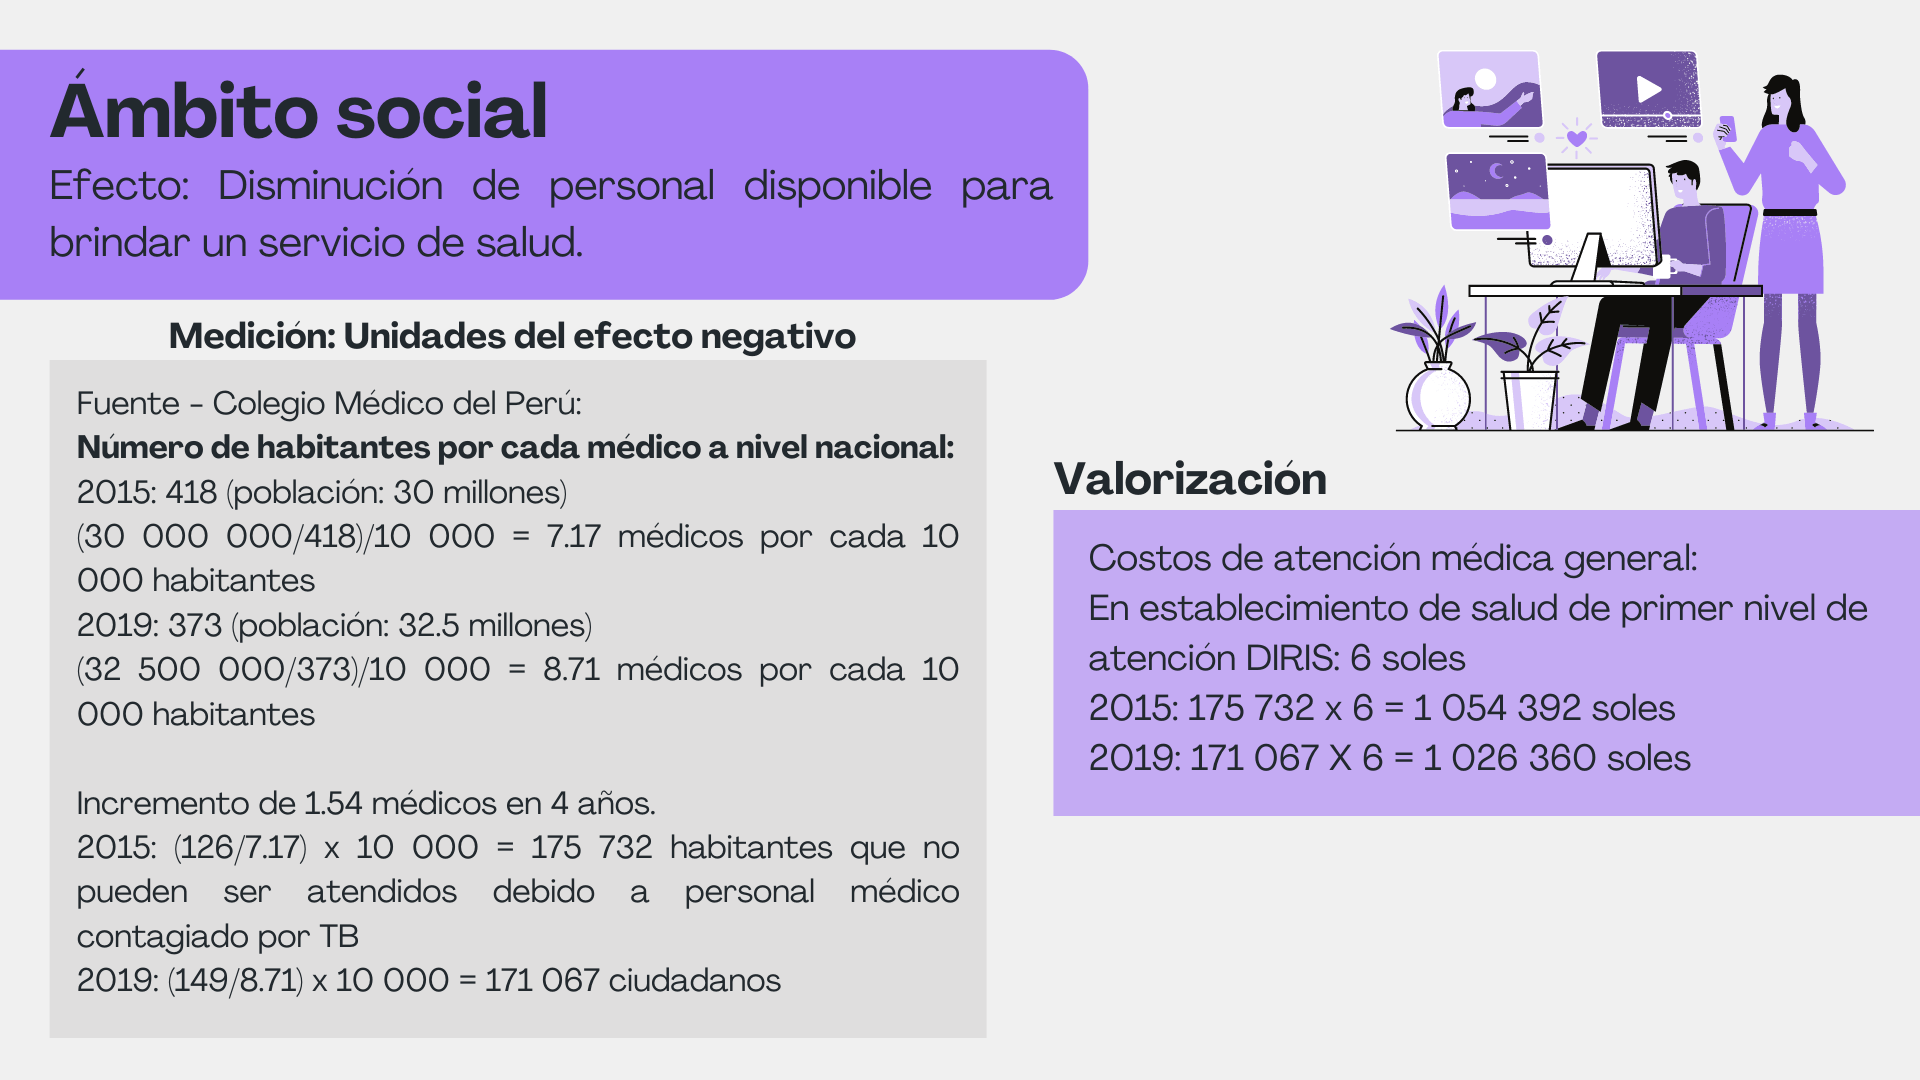 Ámbito social
Efecto: Disminución de personal disponible para
brindar un servicio de salud.
Medición: Unidades del efecto negativo
Fuente – Colegio Médico del Perú:
Número de habitantes por cada médico a nivel nacional:
2015: 418 (población: 30 millones)
(30 000 000/418)/10 000 = 7.17 médicos por cada 10
000 habitantes
2019: 373 (población: 32.5 millones)
(32 500 000/373)/10 000 = 8.71 médicos por cada 10
000 habitantes
Incremento de 1.54 médicos en 4 años.
2015: (126/7.17) x 10 000 = 175 732 habitantes que no
pueden ser atendidos debido a personal médico
contagiado por TB
2019: (149/8.71) x 10 000 = 171 067 ciudadanos
Valorización
Costos de atención médica general:
En establecimiento de salud de primer nivel de
atención DIRIS: 6 soles
2015: 175 732 x 6 = 1 054 392 soles
2019: 171 067 X 6 = 1 026 360 soles